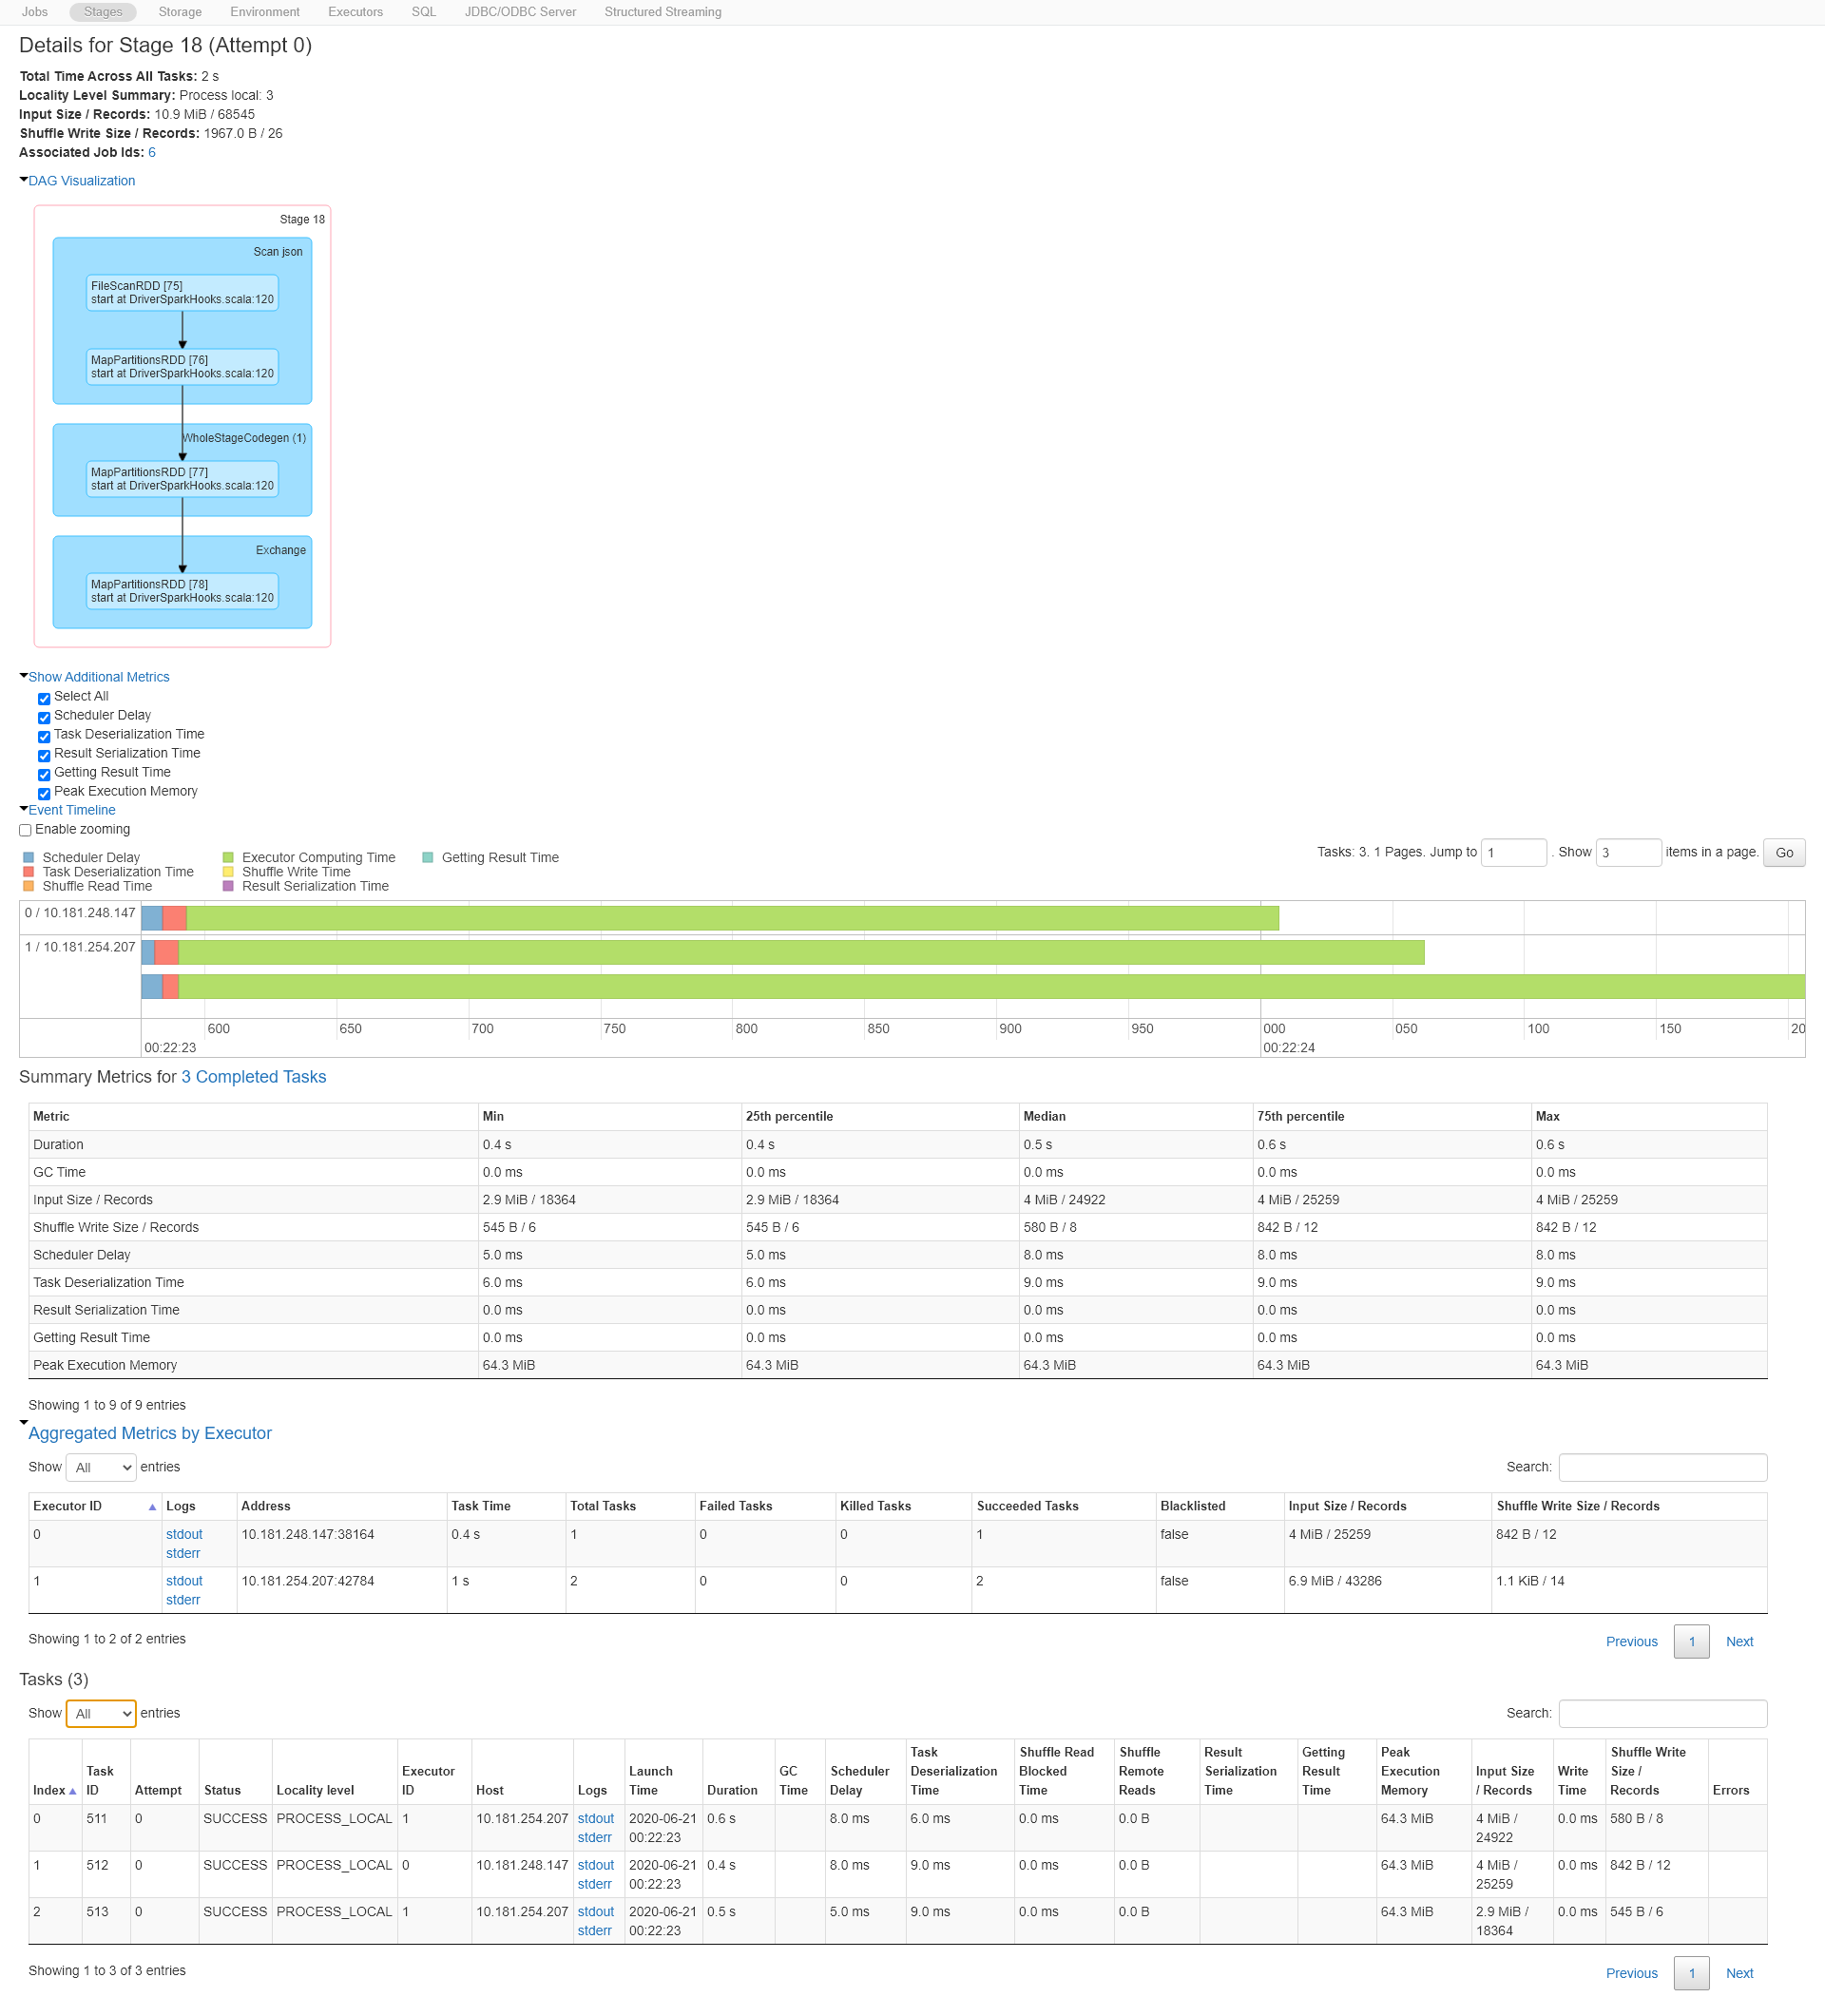 Jobs Stages Storage Environment Executors SQL JDBC/ODBC Server Structured Streaming
Details for Stage 18 (Attempt 0)
Total Time Across All Tasks: 2 s
Locality Level Summary: Process local: 3
Input Size / Records: 10.9 MiB / 68545
Shuffle Write Size / Records: 1967.0 B / 26
Associated Job Ids: 6
DAG Visualization
Stage 18
Scan json
FileScanRDD [75]
start at DriverSparkHooks.scala:120
MapPartitionsRDD [76]
start at DriverSparkHooks.scala:120
WholeStageCodegen (1)
MapPartitionsRDD [77]
start at DriverSparkHooks.scala:120
Exchange
MapPartitionsRDD [78]
start at DriverSparkHooks.scala:120
Show Additional Metrics
Select All
Scheduler Delay
Task Deserialization Time
Result Serialization Time
Getting Result Time
Peak Execution Memory
Event Timeline
Enable zooming
Tasks: 3. 1 Pages. Jump to 1 . Show 3 items in a page. Go
Scheduler Delay Executor Computing Time Getting Result Time
Task Deserialization Time Shuffle Write Time
Shuffle Read Time Result Serialization Time
0 / 10.181.248.147
1 / 10.181.254.207
600 650 700 750 800 850 900 950 000 050 100 150 20
00:22:23 00:22:24
Summary Metrics for 3 Completed Tasks
Metric Min 25th percentile Median 75th percentile Max
Duration 0.4 s 0.4 s 0.5 s 0.6 s 0.6 s
GC Time 0.0 ms 0.0 ms 0.0 ms 0.0 ms 0.0 ms
Input Size / Records 2.9 MiB / 18364 2.9 MiB / 18364 4 MiB / 24922 4 MiB / 25259 4 MiB / 25259
Shuffle Write Size / Records 545 B / 6 545 B / 6 580 B / 8 842 B / 12 842 B / 12
Scheduler Delay 5.0 ms 5.0 ms 8.0 ms 8.0 ms 8.0 ms
Task Deserialization Time 6.0 ms 6.0 ms 9.0 ms 9.0 ms 9.0 ms
Result Serialization Time 0.0 ms 0.0 ms 0.0 ms 0.0 ms 0.0 ms
Getting Result Time 0.0 ms 0.0 ms 0.0 ms 0.0 ms 0.0 ms
Peak Execution Memory 64.3 MiB 64.3 MiB 64.3 MiB 64.3 MiB 64.3 MiB
Showing 1 to 9 of 9 entries
Aggregated Metrics by Executor
Show All entries Search:
Executor ID Logs Address Task Time Total Tasks Failed Tasks Killed Tasks Succeeded Tasks Blacklisted Input Size / Records Shuffle Write Size / Records
0 stdout 10.181.248.147:38164 0.4 s 1 0 0 1 false 4 MiB / 25259 842 B / 12
stderr
1 stdout 10.181.254.207:42784 1 s 2 0 0 2 false 6.9 MiB / 43286 1.1 KiB / 14
stderr
Showing 1 to 2 of 2 entries
Previous 1 Next
Tasks (3)
Show All entries Search:
Task Shuffle Read Shuffle Result Getting Peak Shuffle Write
Task Executor Launch GC Scheduler Deserialization Blocked Remote Serialization Result Execution Input Size Write Size /
Index ID Attempt Status Locality level ID Host Logs Time Duration Time Delay Time Time Reads Time Time Memory / Records Time Records Errors
0 511 0 SUCCESS PROCESS_LOCAL 1 10.181.254.207 stdout 2020-06-21 0.6 s 8.0 ms 6.0 ms 0.0 ms 0.0 B 64.3 MiB 4 MiB / 0.0 ms 580 B / 8
stderr 00:22:23 24922
1 512 0 SUCCESS PROCESS_LOCAL 0 10.181.248.147 stdout 2020-06-21 0.4 s 8.0 ms 9.0 ms 0.0 ms 0.0 B 64.3 MiB 4 MiB / 0.0 ms 842 B / 12
stderr 00:22:23 25259
2 513 0 SUCCESS PROCESS_LOCAL 1 10.181.254.207 stdout 2020-06-21 0.5 s 5.0 ms 9.0 ms 0.0 ms 0.0 B 64.3 MiB 2.9 MiB / 0.0 ms 545 B / 6
stderr 00:22:23 18364
Showing 1 to 3 of 3 entries
Previous 1 Next